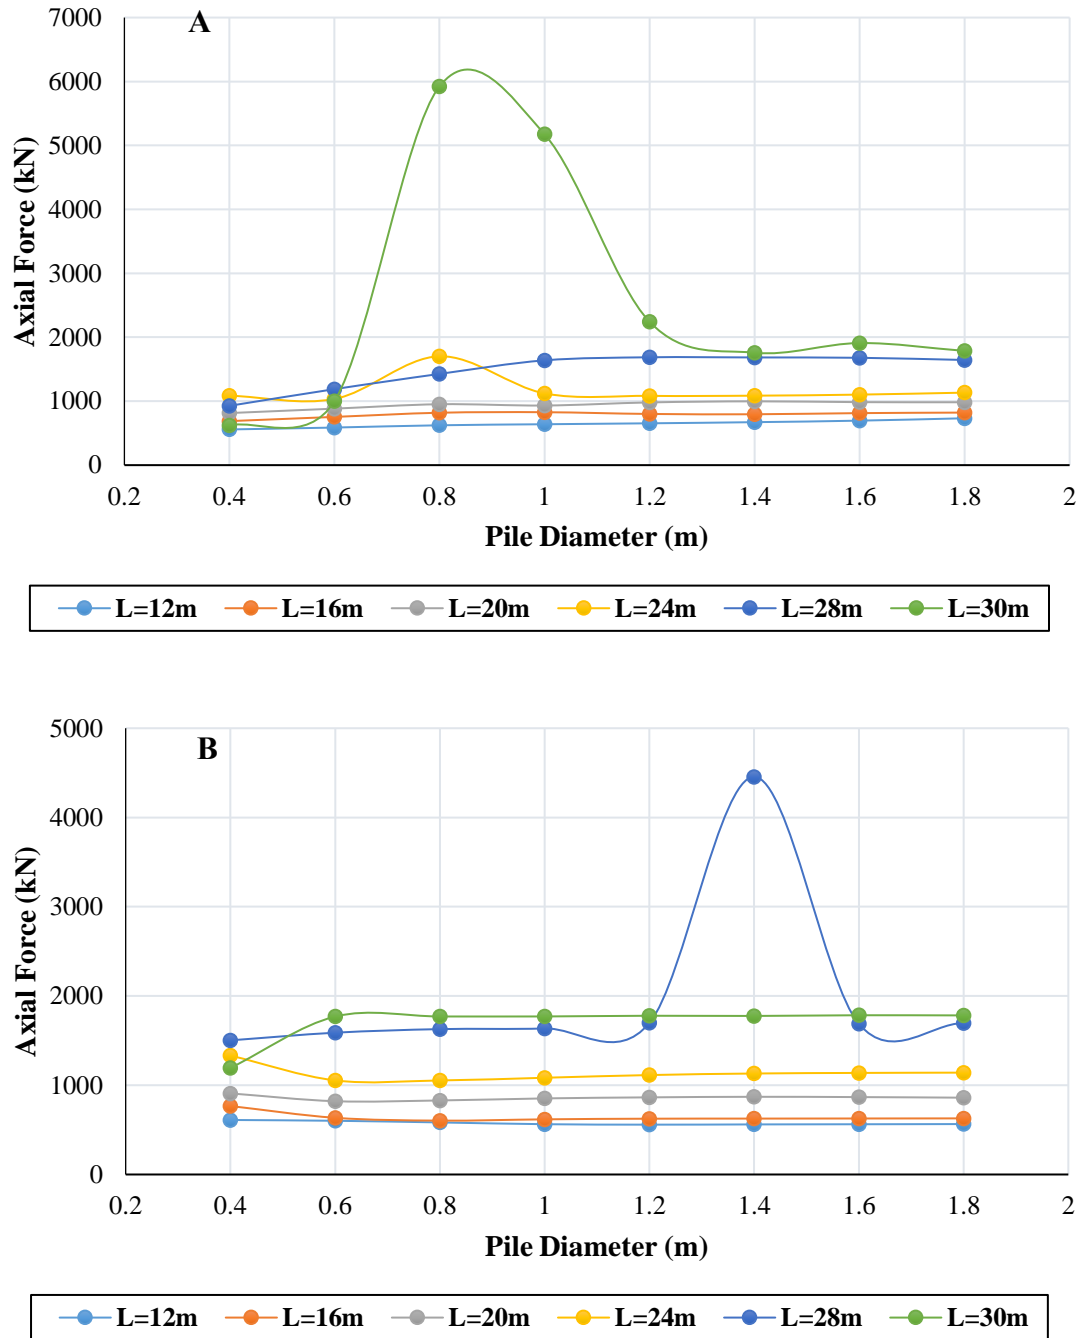 A
7000
6000
5000
4000
3000
2000
1000
0
Axial Force (kN)
0.2 0.4 0.6 0.8 1 1.2 1.4 1.6 1.8 2
Pile Diameter (m)
L=12m L=16m L=20m L=24m L=28m L=30m
B
5000
4000
3000
2000
1000
0
Axial Force (kN)
0.2 0.4 0.6 0.8 1 1.2 1.4 1.6 1.8 2
Pile Diameter (m)
L=12m L=16m L=20m L=24m L=28m L=30m